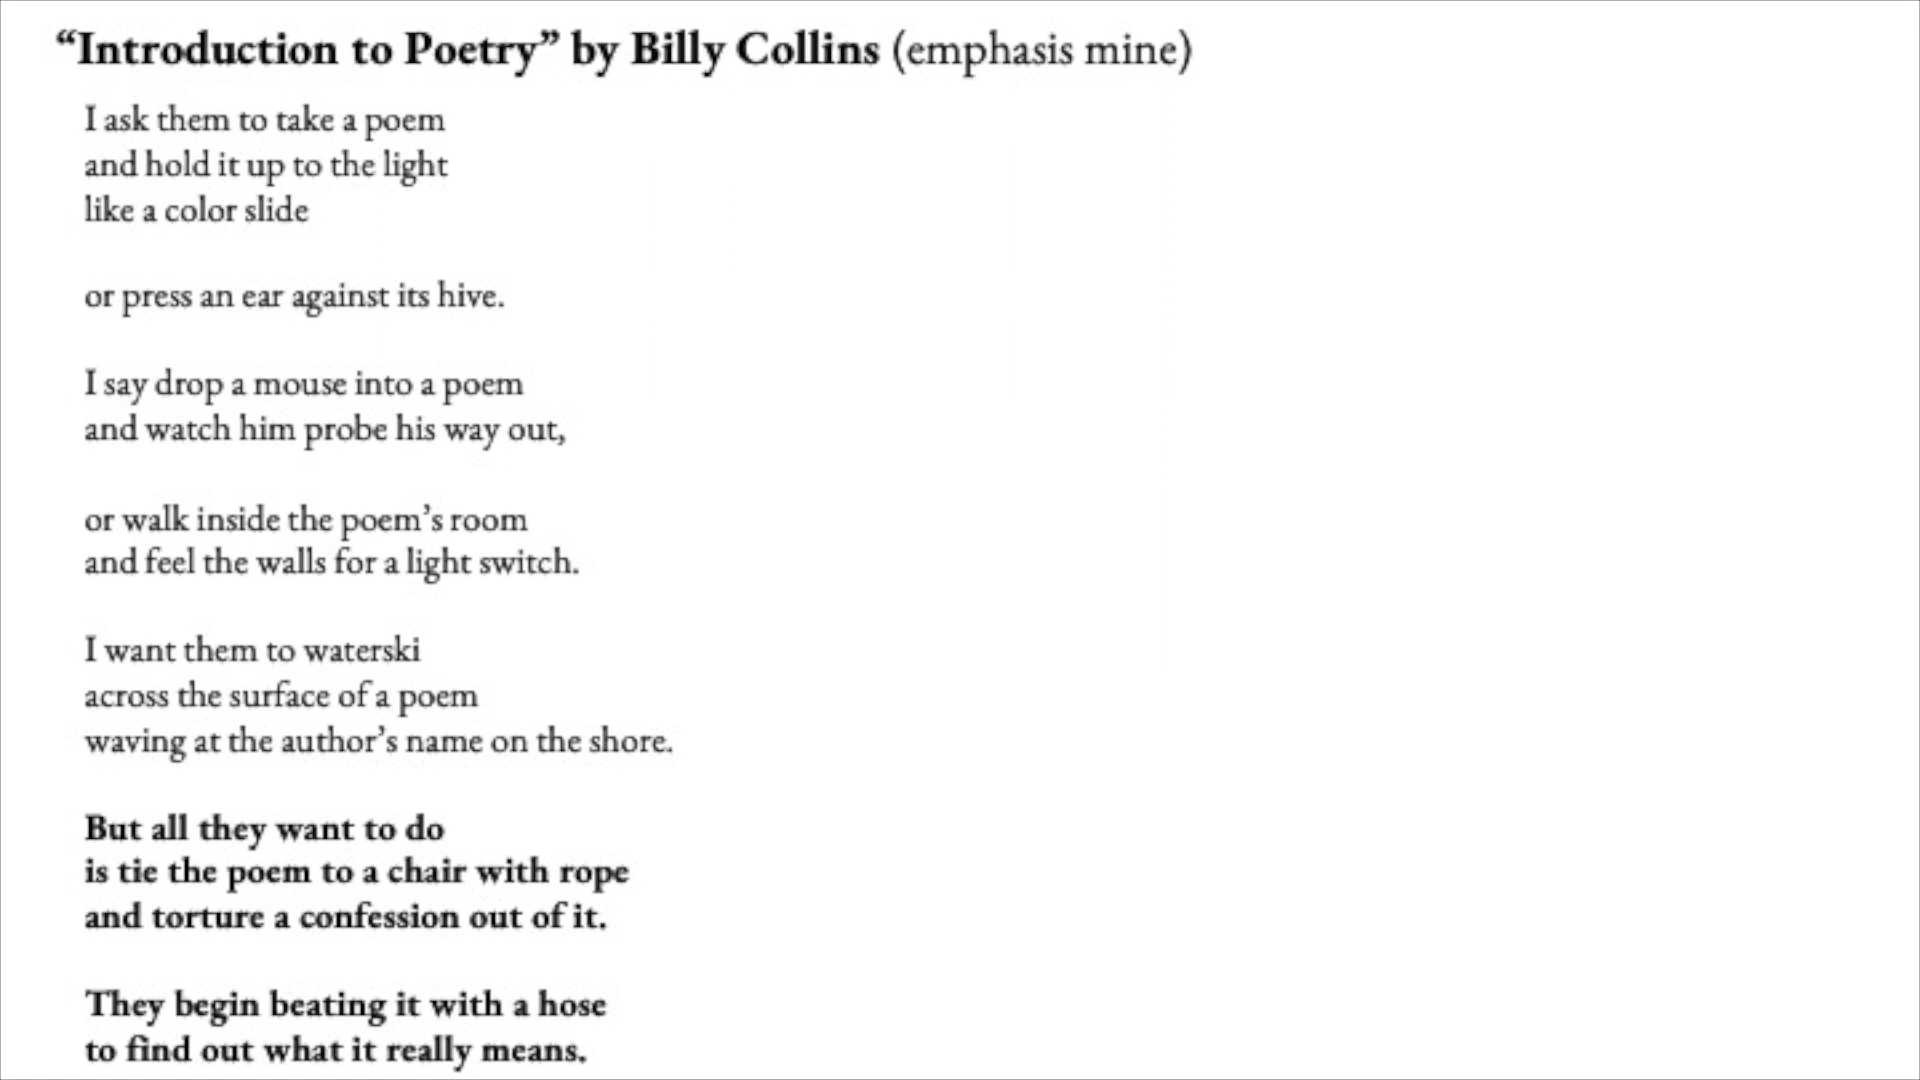 “Introduction to Poetry” by Billy Collins (emphasis mine)
I ask them to take a poem
and hold it up to the light
like a color slide
or press an ear against its hive.
I say drop a mouse into a poem
and watch him probe his way out,
or walk inside the poem’s room
and feel the walls for a light switch.
I want them to waterski
across the surface of a poem
waving at the author’s name on the shore.
But all they want to do
is tie the poem to a chair with rope
and torture a confession out of it.
They begin beating it with a hose
to find out what it really means.